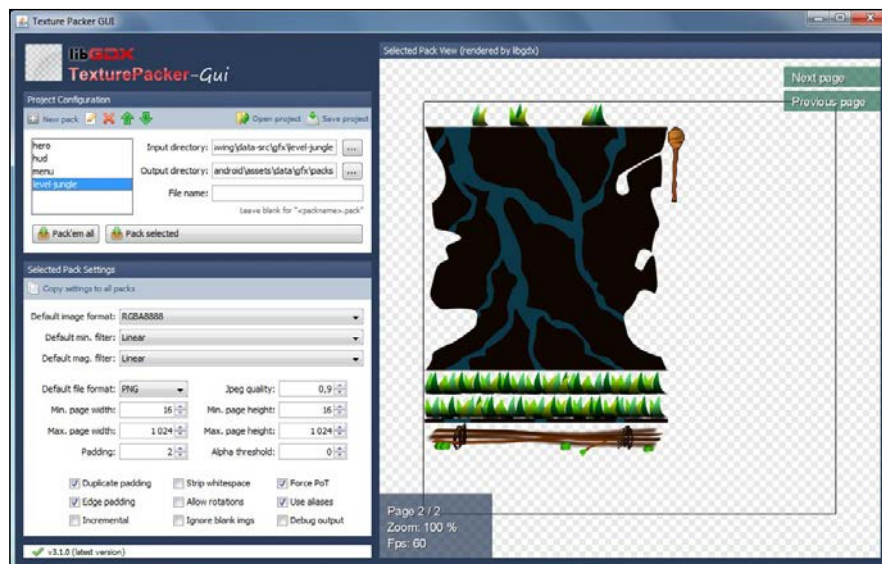 Texture Packer GUI
libGDX
TexturePacker-Gui
Project Configuration
New pack Open project Save project
hero
hud
menu
level-jungle
Input directory: iwing\data-src\gfx\level-jungle ...
Output directory: android\assets\data\gfx\packs ...
File name:
Leave blank for "<packname>.pack"
Pack'em all Pack selected
Selected Pack Settings
Copy settings to all packs
Default image format: RGBA8888
Default min. filter: Linear
Default mag. filter: Linear
Default file format: PNG Jpeg quality: 0,9
Min. page width: 16 Min. page height: 16
Max. page width: 1 024 Max. page height: 1 024
Padding: 2 Alpha threshold: 0
Duplicate padding Strip whitespace Force PoT
Edge padding Allow rotations Use aliases
Incremental Ignore blank imgs Debug output
v3.1.0 (latest version)
Selected Pack View (rendered by libgdx)
Next page
Previous page
Page 2 / 2
Zoom: 100 %
Fps: 60